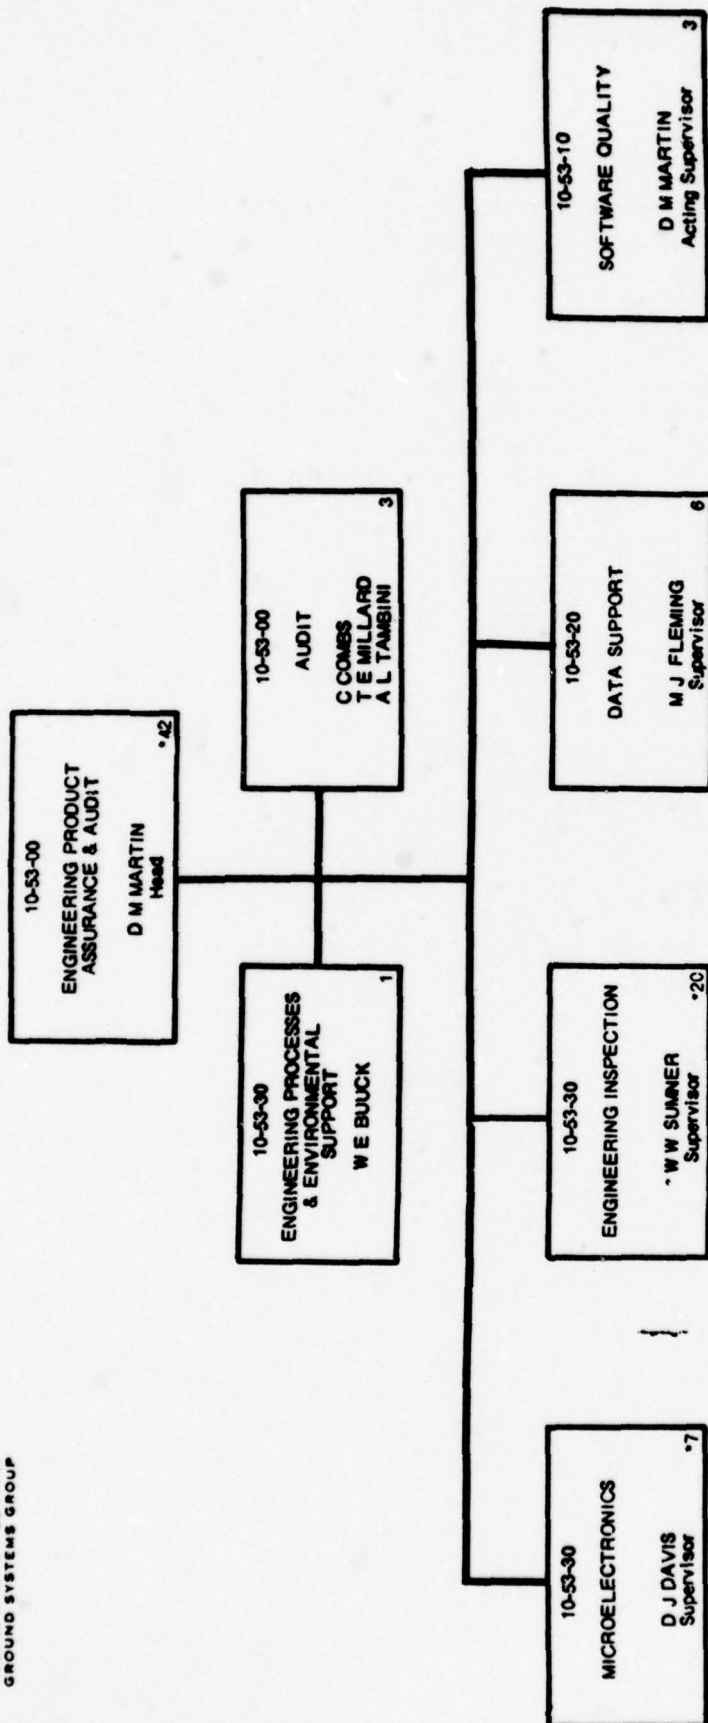 GROUND SYSTEMS GROUP
10-53-00
ENGINEERING PRODUCT
ASSURANCE & AUDIT
D M MARTIN
Head
*42
10-53-30
ENGINEERING PROCESSES
& ENVIRONMENTAL
SUPPORT
W E BUUCK
1
10-53-00
AUDIT
C COMBS
T E MILLARD
A L TAMBINI
3
10-53-30
MICROELECTRONICS
D J DAVIS
Supervisor
*7
10-53-30
ENGINEERING INSPECTION
*W W SUMNER
Supervisor
*20
10-53-20
DATA SUPPORT
M J FLEMING
Supervisor
6
10-53-10
SOFTWARE QUALITY
D M MARTIN
Acting Supervisor
3